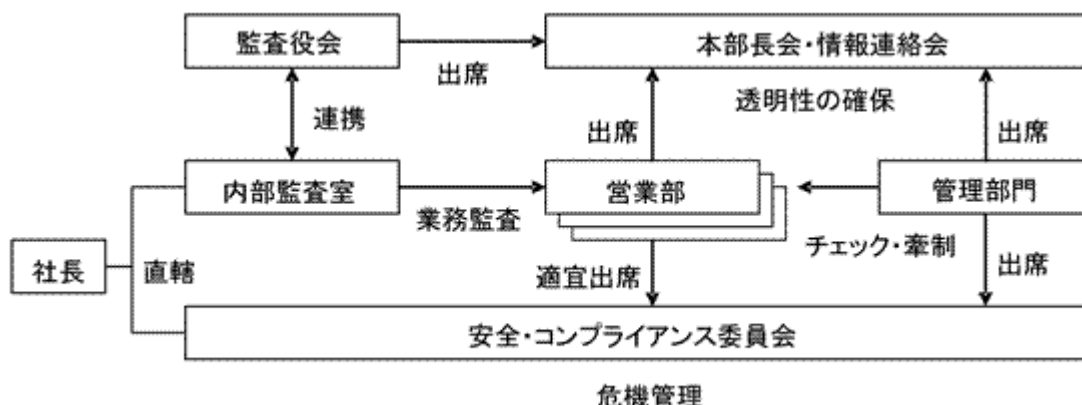 監査役会
本部長会・情報連絡会
出席
透明性の確保
連携
出席
出席
内部監査室
営業部
管理部門
業務監査
チェック・牽制
社長
直轄
適宜出席
出席
安全・コンプライアンス委員会
危機管理